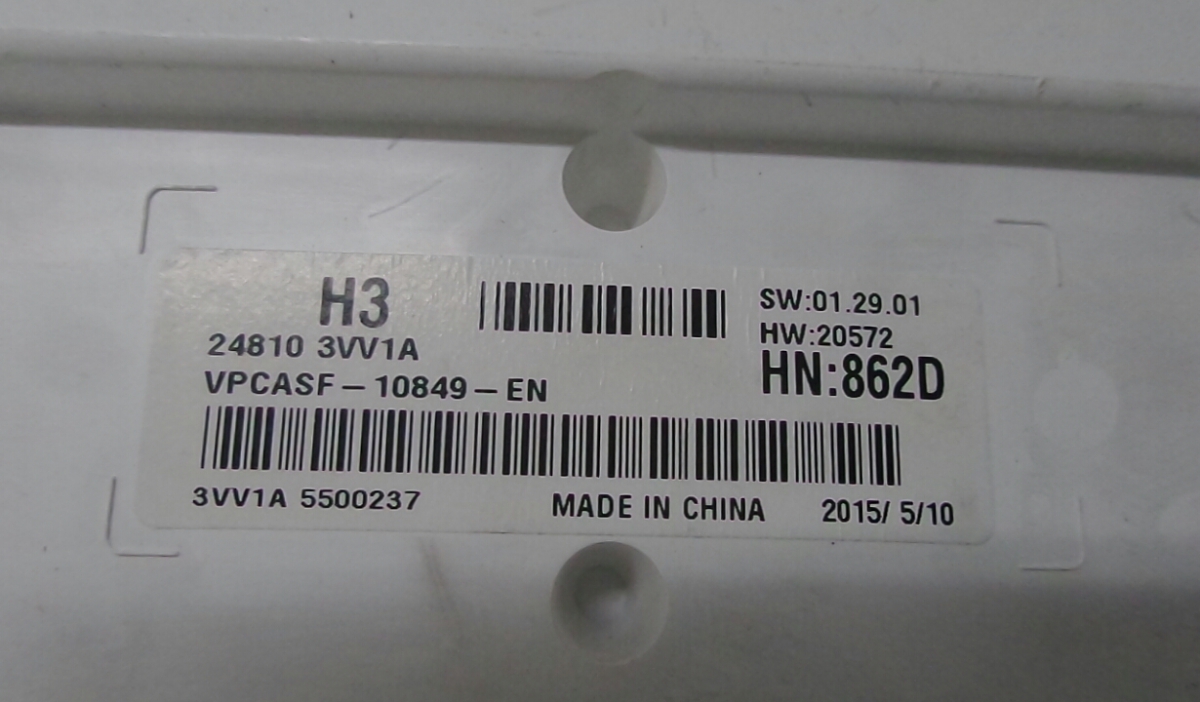 H3
24810 3VV1A
VPCASF-10849-EN
SW:01.29.01
HW:20572
HN:862D
3VV1A 5500237
MADE IN CHINA
2015/ 5/10